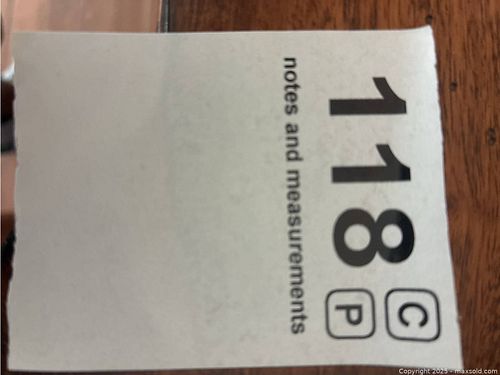 118 C
P
notes and measurements
Copyright 2025 - maxsold.com